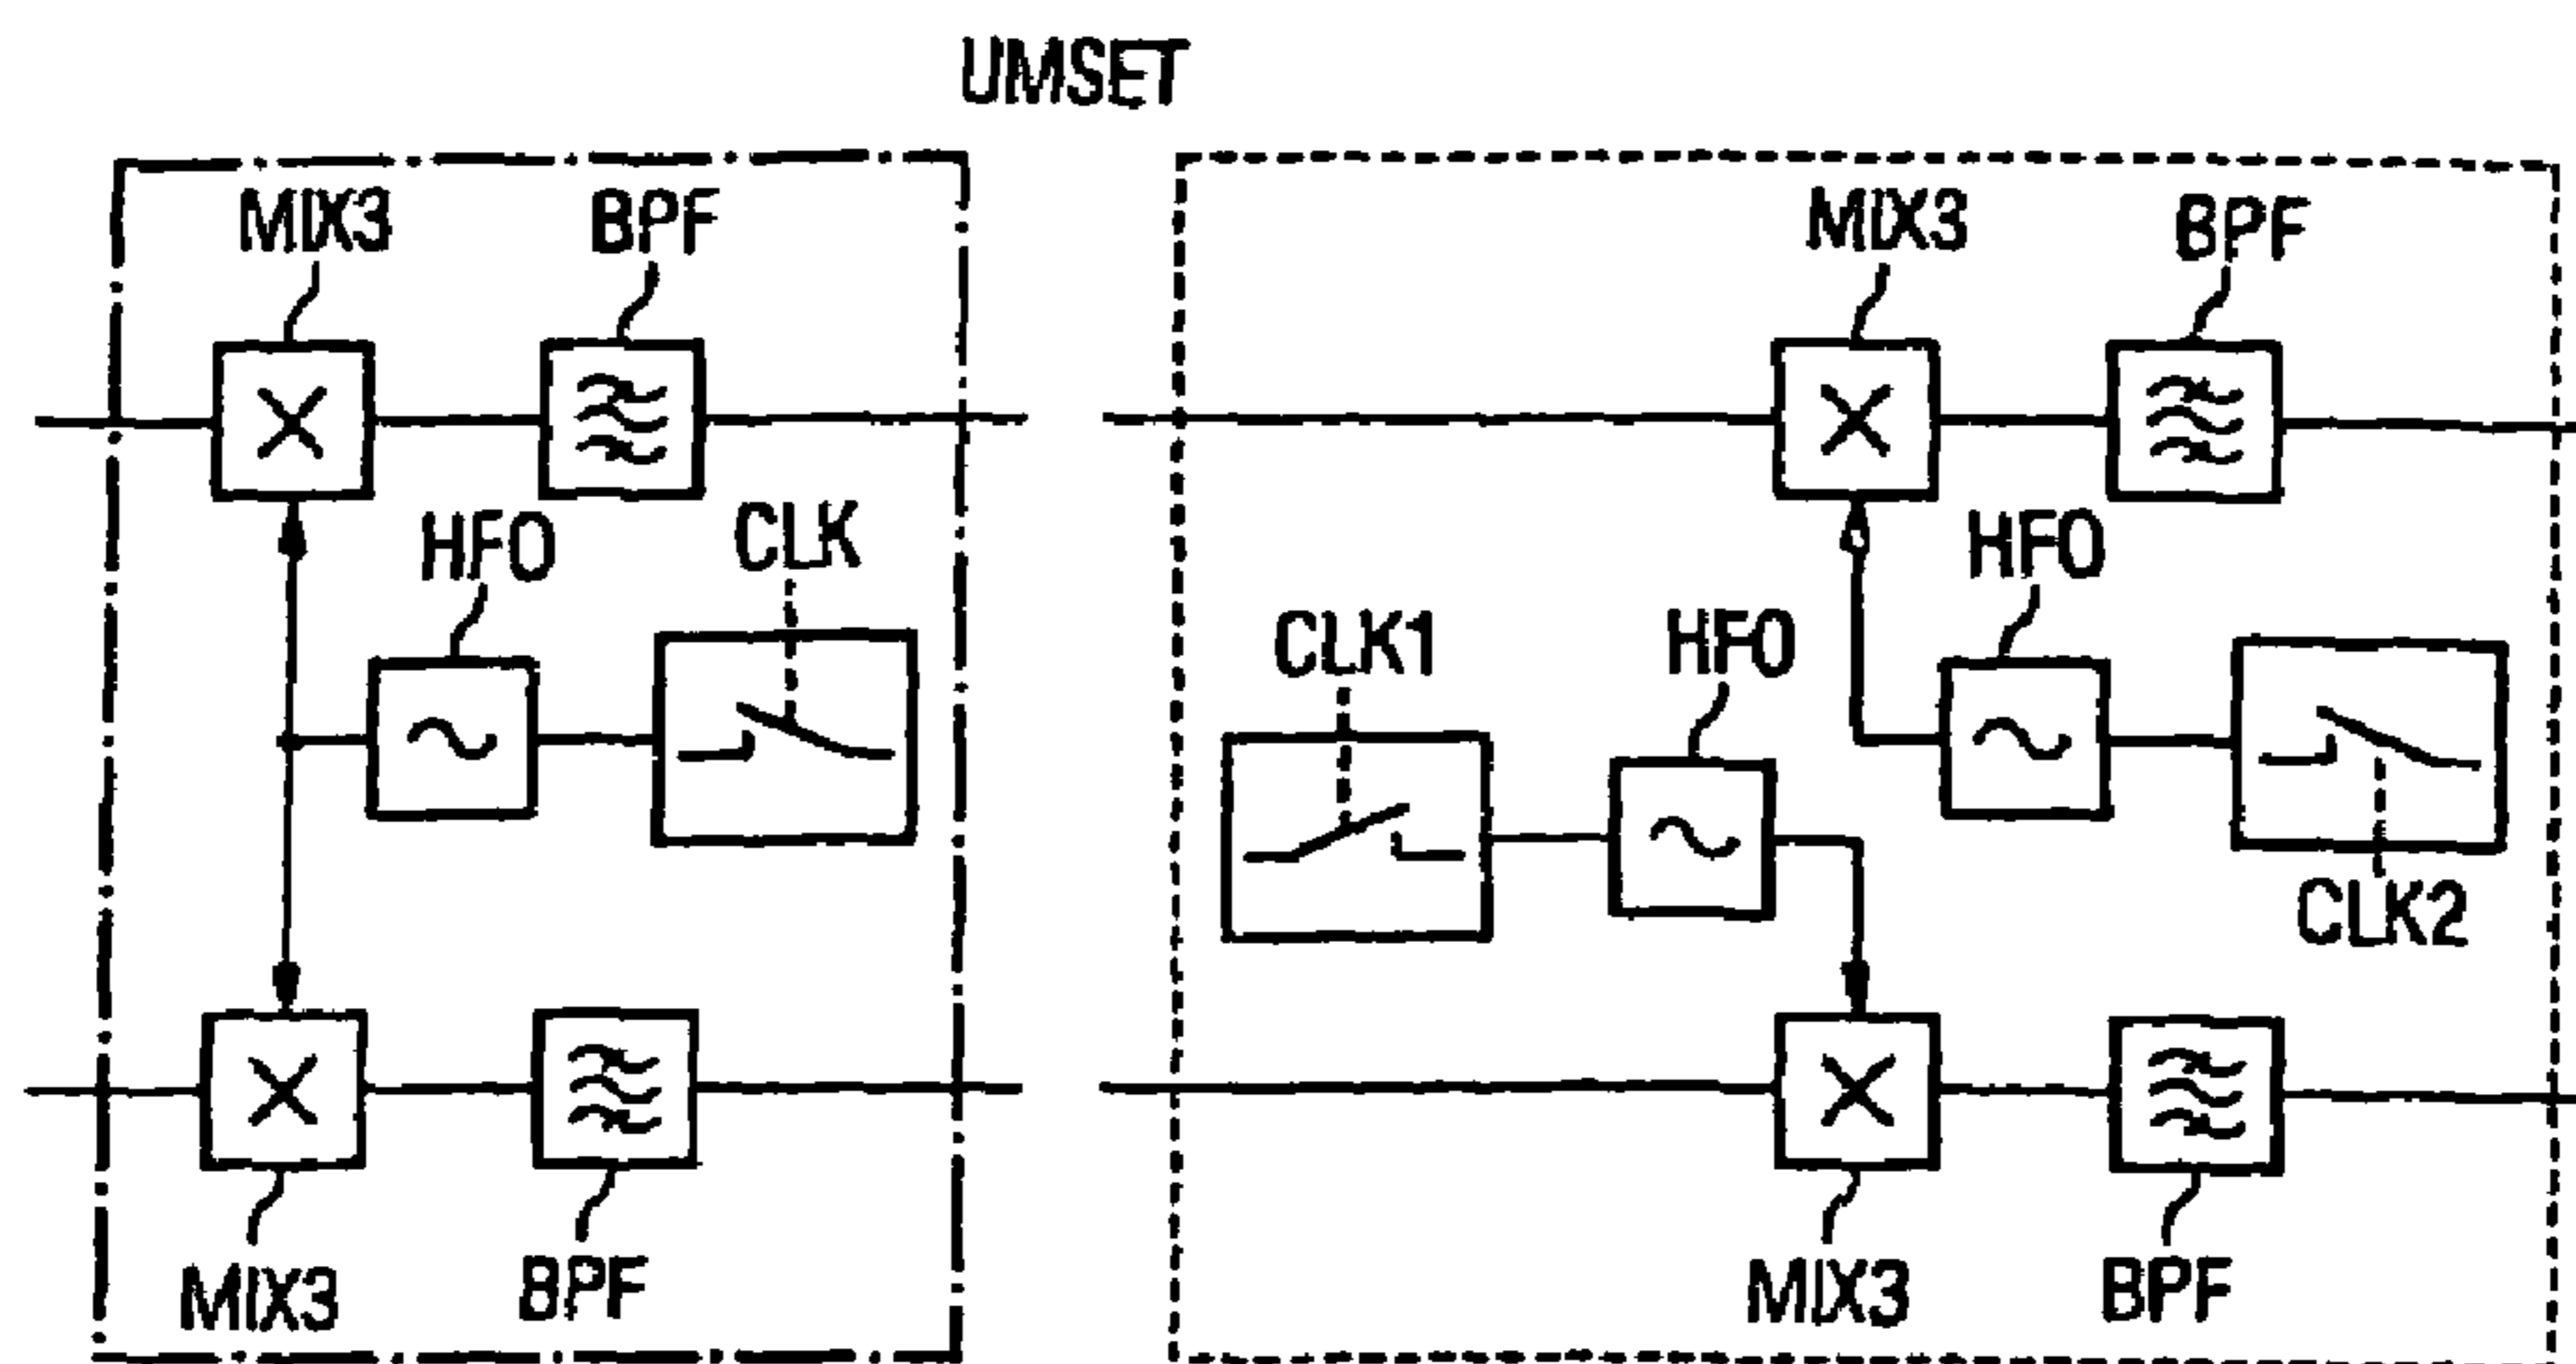 UMSET
MIX3
BPF
MIX3
BPF
HFO
CLK
HFO
CLK1
HFO
CLK2
MIX3
BPF
MIX3
BPF